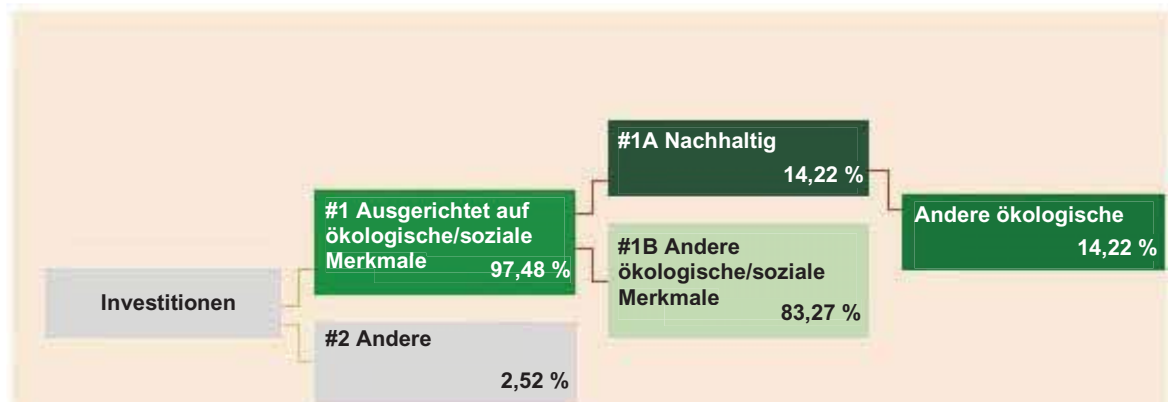 Investitionen
#1 Ausgerichtet auf
ökologische/soziale
Merkmale 97,48 %
#2 Andere
2,52 %
#1A Nachhaltig
14,22 %
#1B Andere
ökologische/soziale
Merkmale
83,27 %
Andere ökologische
14,22 %